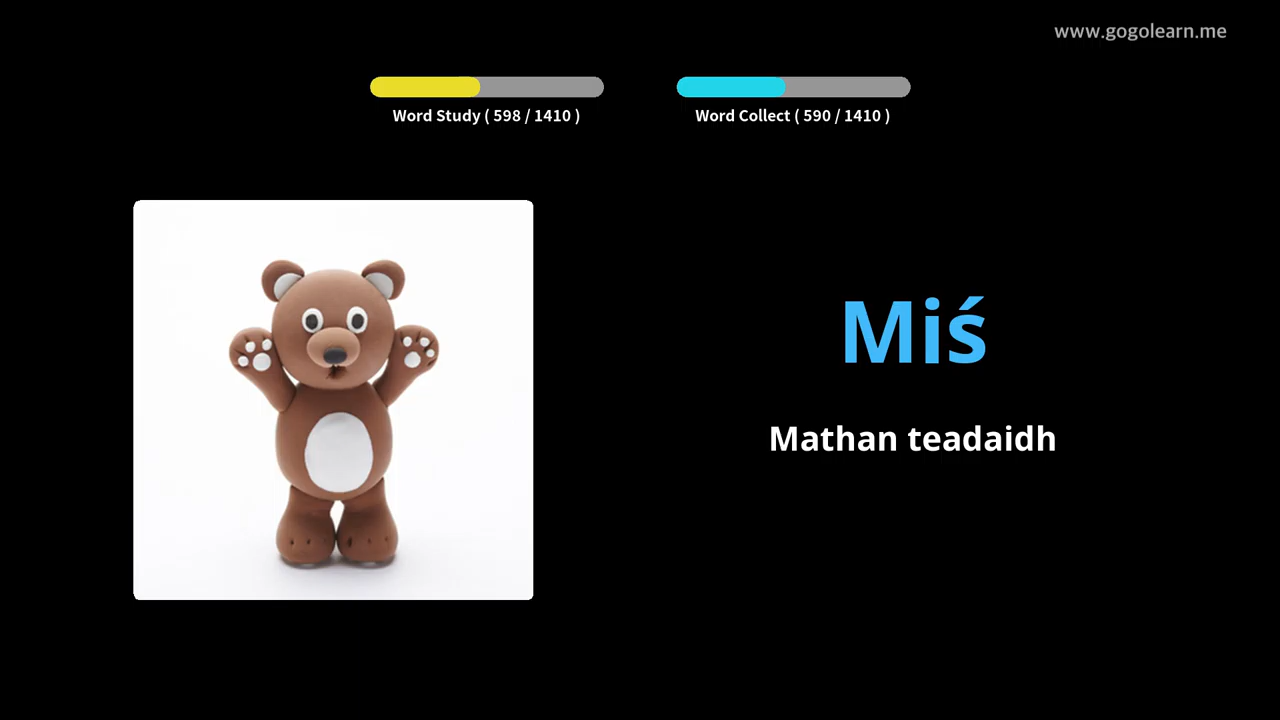 www.gogolearn.me
Word Study ( 598 / 1410 )
Word Collect ( 590 / 1410 )
Miś
Mathan teadaidh